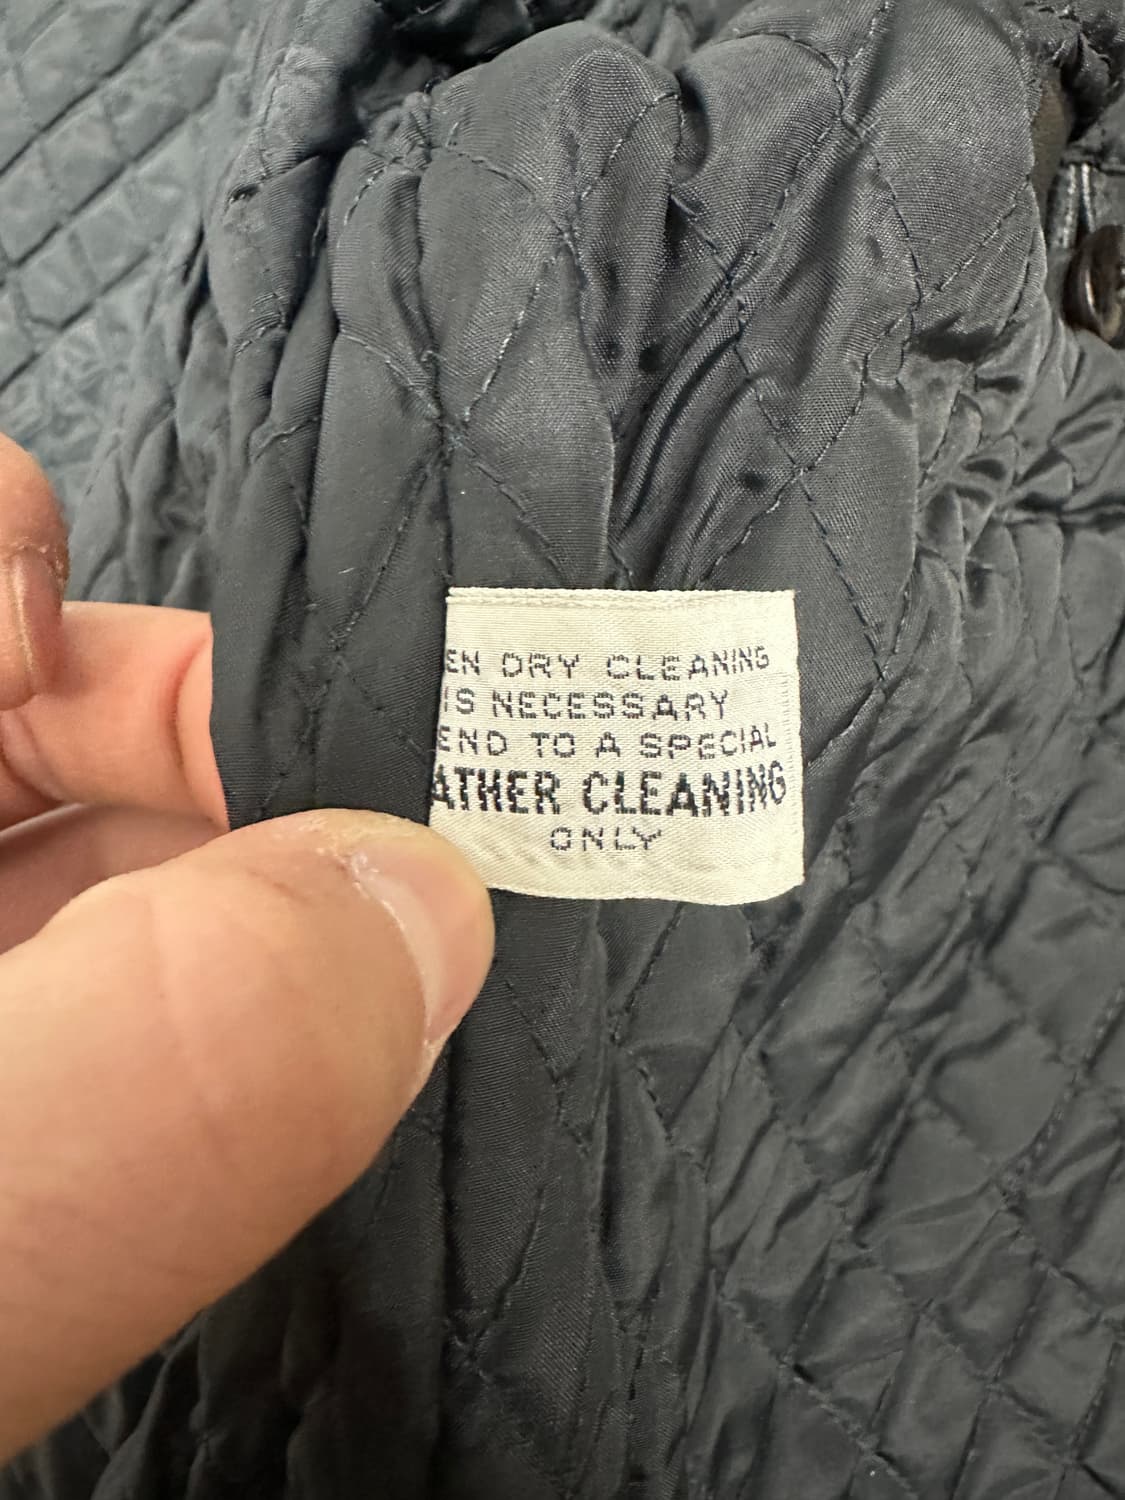 EN DRY CLEANING
IS NECESSARY
END TO A SPECIAL
ATHER CLEANING
ONLY